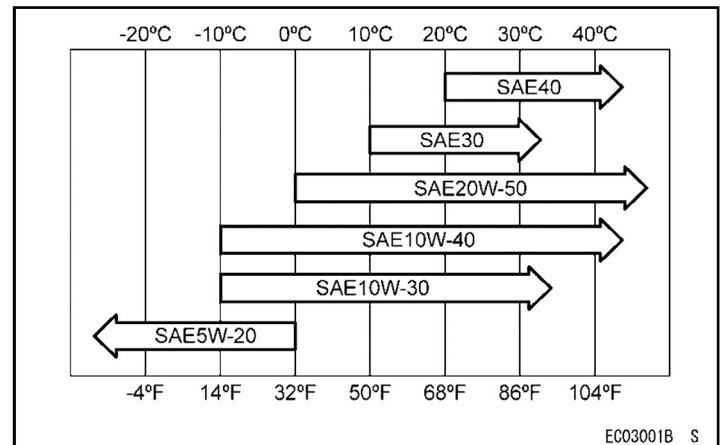 -20ºC -10ºC 0ºC 10ºC 20ºC 30ºC 40ºC
SAE40
SAE30
SAE20W-50
SAE10W-40
SAE10W-30
SAE5W-20
-4ºF 14ºF 32ºF 50ºF 68ºF 86ºF 104ºF
EC03001B S